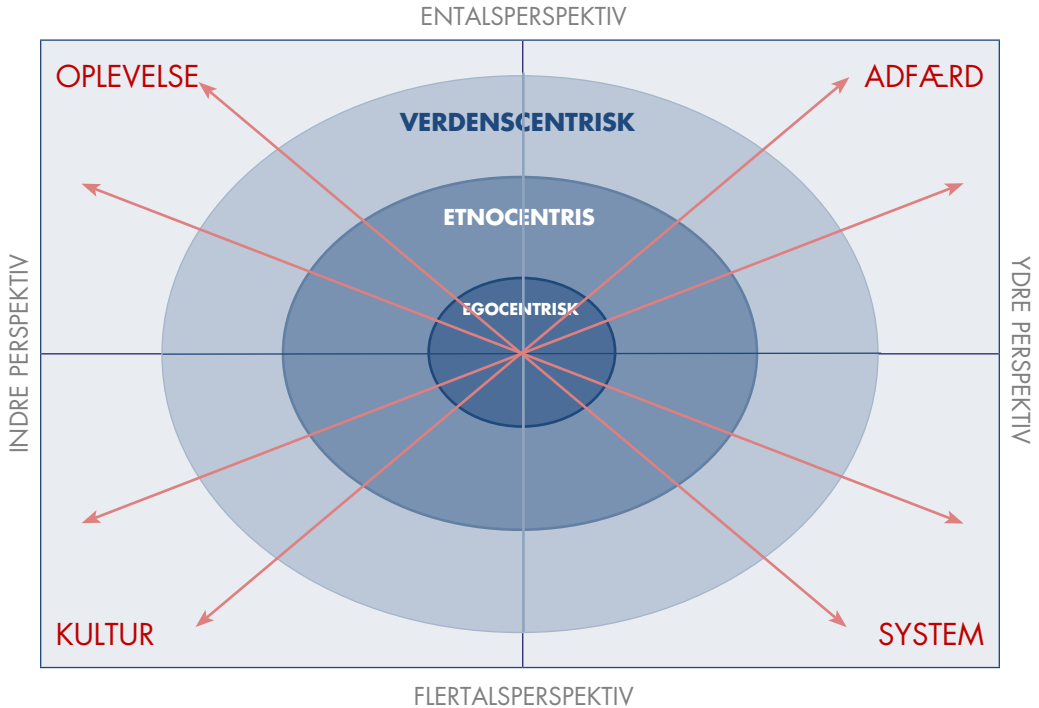 ENTALSPERSPEKTIV
OPLEVELSE
ADFÆRD
VERDENSCENTRISK
ETNOCENTRIS
EGOCENTRISK
INDRE PERSPEKTIV
YDRE PERSPEKTIV
KULTUR
SYSTEM
FLERTALSPERSPEKTIV